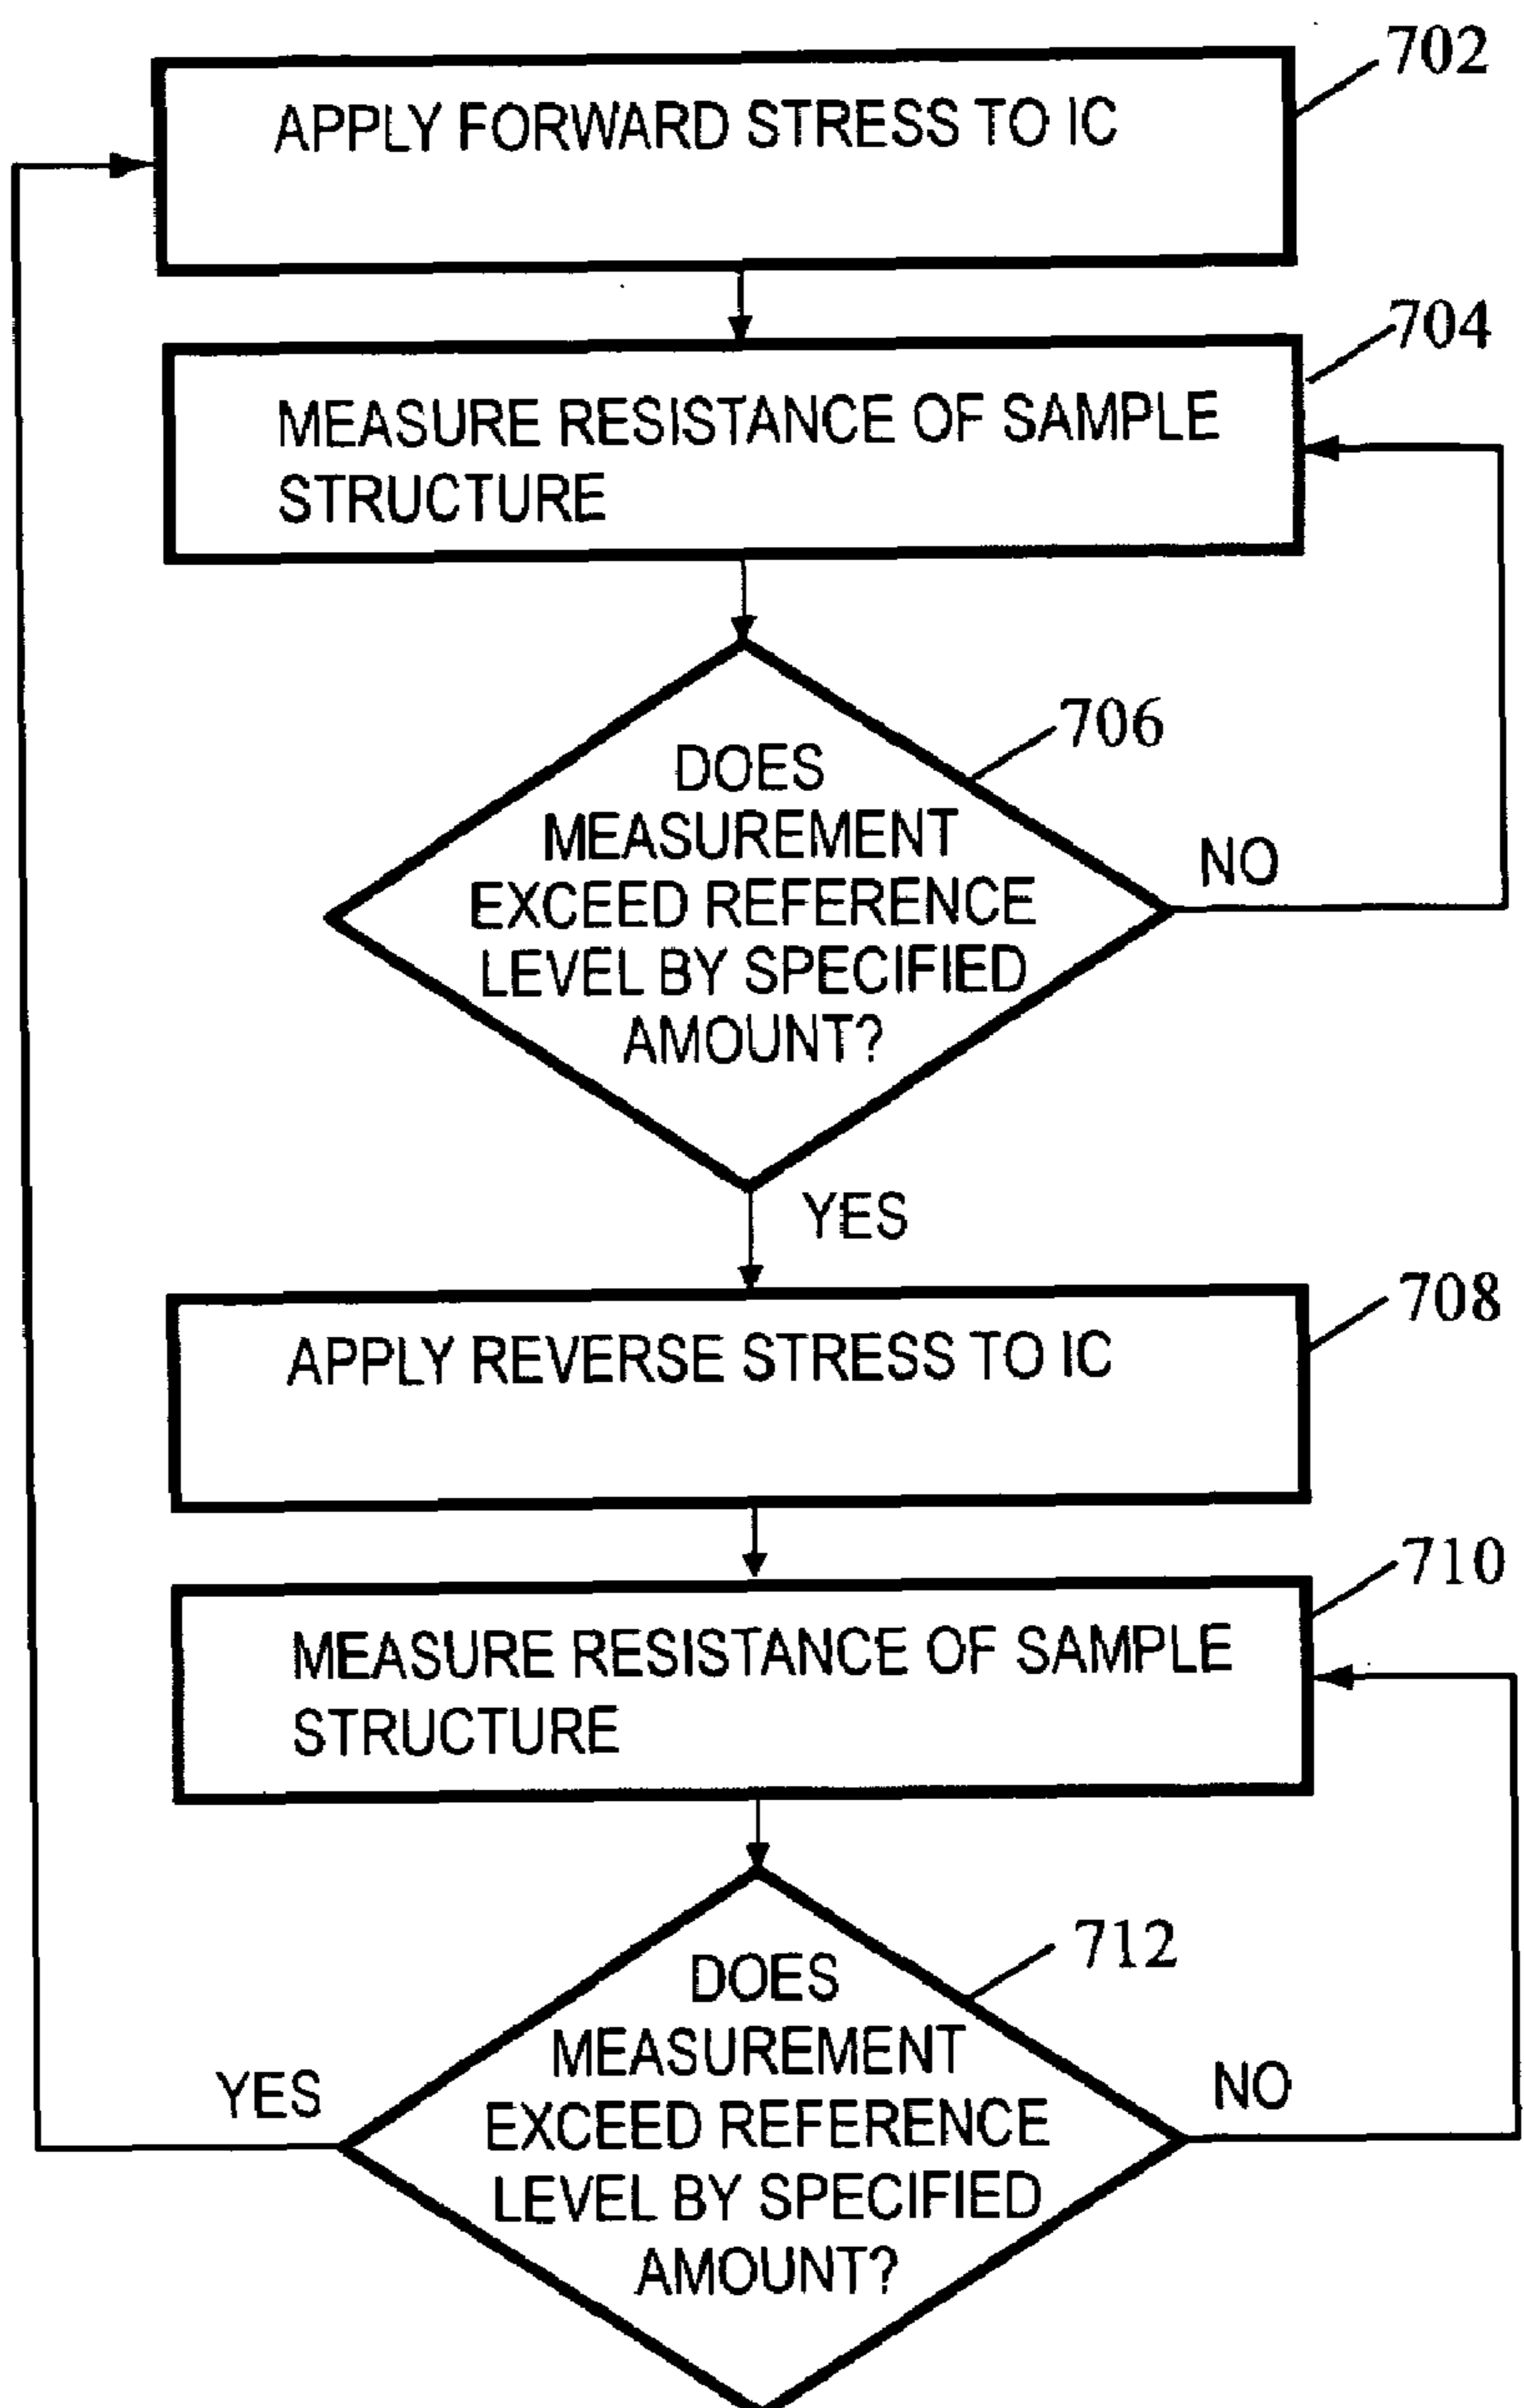 702
APPLY FORWARD STRESS TO IC
704
MEASURE RESISTANCE OF SAMPLE
STRUCTURE
706
DOES
MEASUREMENT
EXCEED REFERENCE
LEVEL BY SPECIFIED
AMOUNT?
NO
YES
708
APPLY REVERSE STRESS TO IC
710
MEASURE RESISTANCE OF SAMPLE
STRUCTURE
712
DOES
MEASUREMENT
EXCEED REFERENCE
LEVEL BY SPECIFIED
AMOUNT?
YES
NO